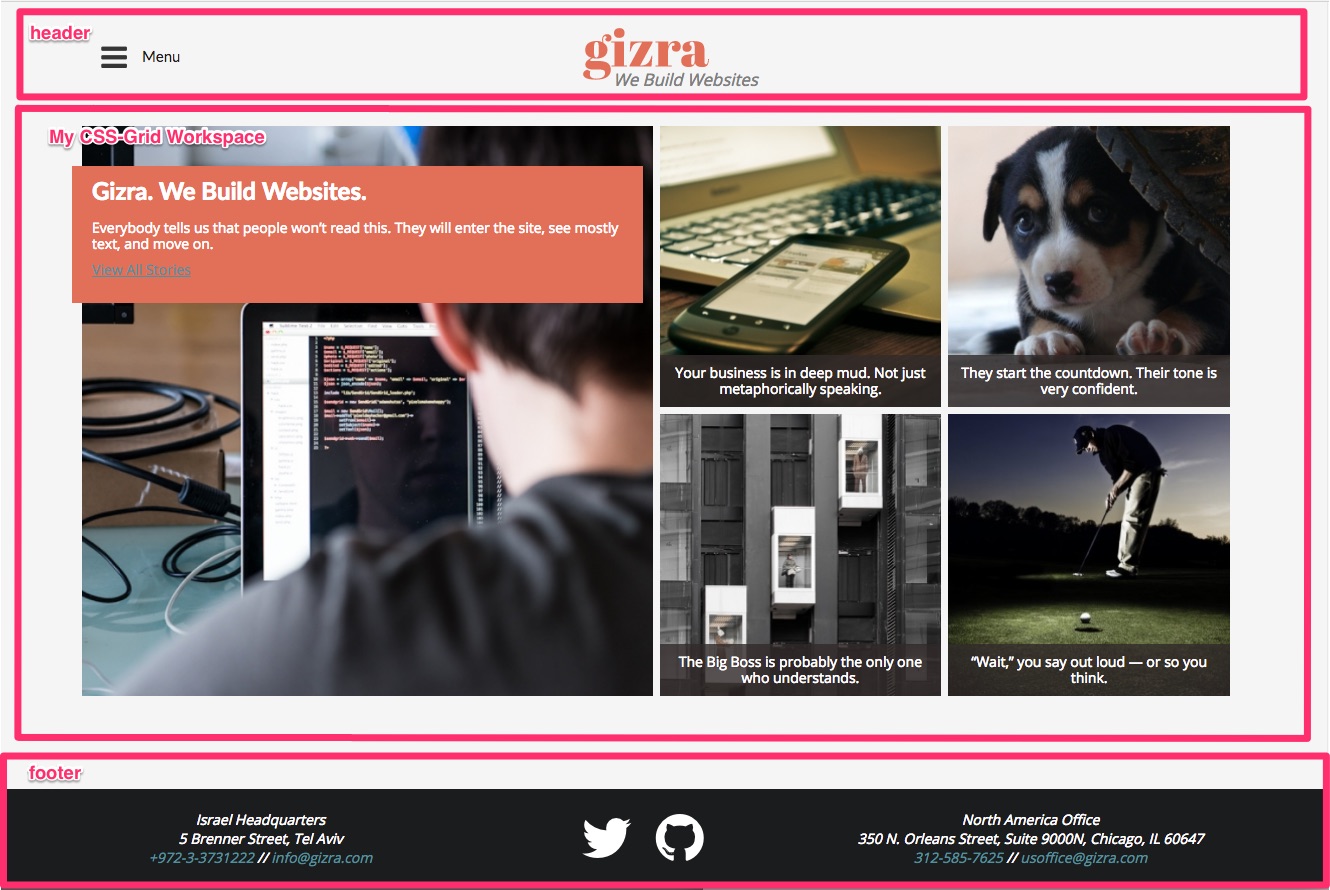 header
Menu
gizra
We Build Websites
My CSS-Grid Workspace
Gizra. We Build Websites.
Everybody tells us that people won't read this. They will enter the site, see mostly
text, and move on.
View All Stories
Your business is in deep mud. Not just
metaphorically speaking.
They start the countdown. Their tone is
very confident.
The Big Boss is probably the only one
who understands.
“Wait,” you say out loud — or so you
think.
footer
Israel Headquarters
5 Brenner Street, Tel Aviv
+972-3-3731222 // info@gizra.com
North America Office
350 N. Orleans Street, Suite 9000N, Chicago, IL 60647
312-585-7625 // usoffice@gizra.com